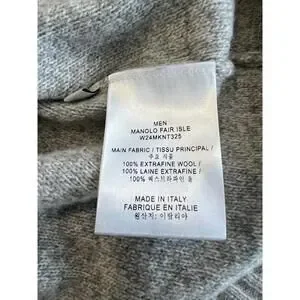 MEN
MANOLO FAIR ISLE
W24MKNT325
MAIN FABRIC / TISSU PRINCIPAL /
주요 직물
100% EXTRAFINE WOOL /
100% LAINE EXTRAFINE /
100% 엑스트라파인 울
MADE IN ITALY
FABRIQUE EN ITALIE
원산지: 이탈리아